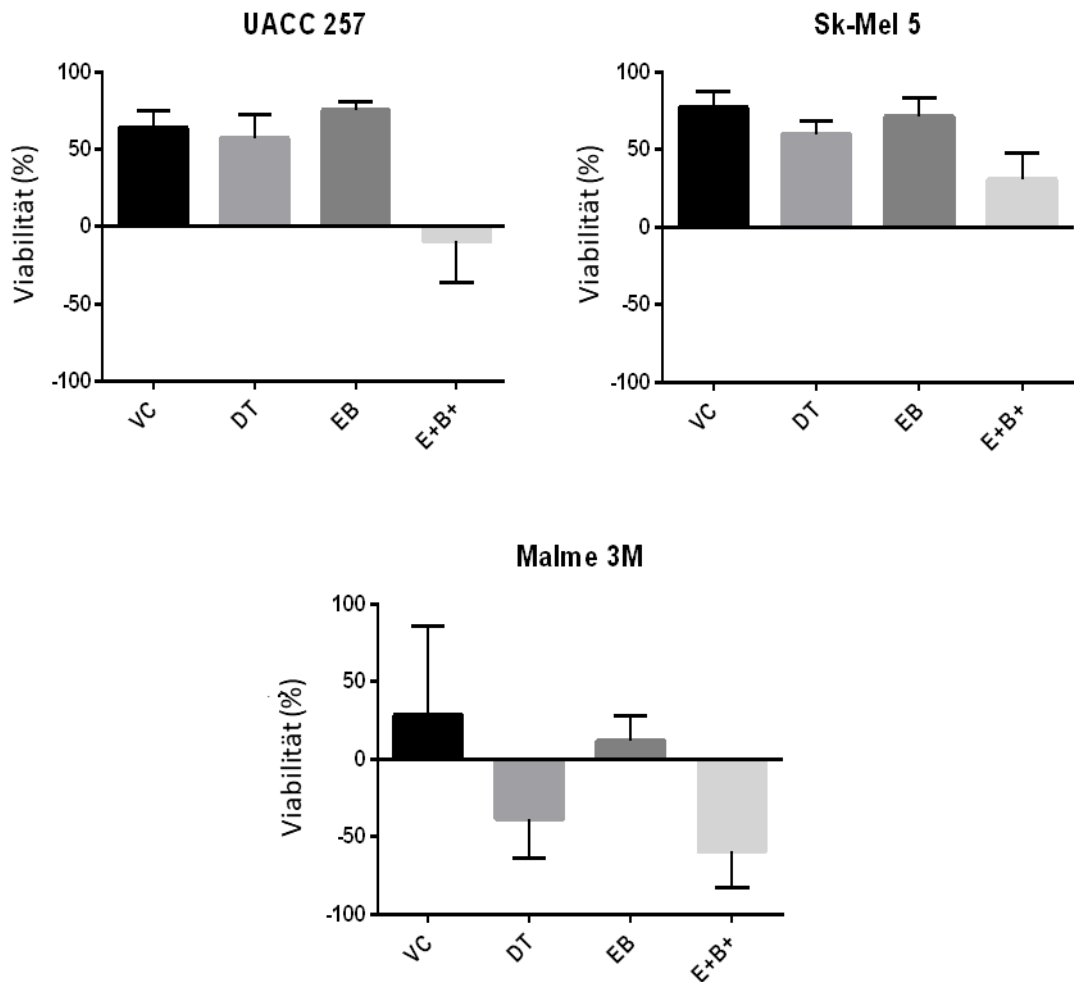 UACC 257
Viabilität (%)
100
50
0
-50
-100
VC
DT
EB
E+B+
Sk-Mel 5
Viabilität (%)
100
50
0
-50
-100
VC
DT
EB
E+B+
Malme 3M
Viabilität (%)
100
50
0
-50
-100
VC
DT
EB
E+B+